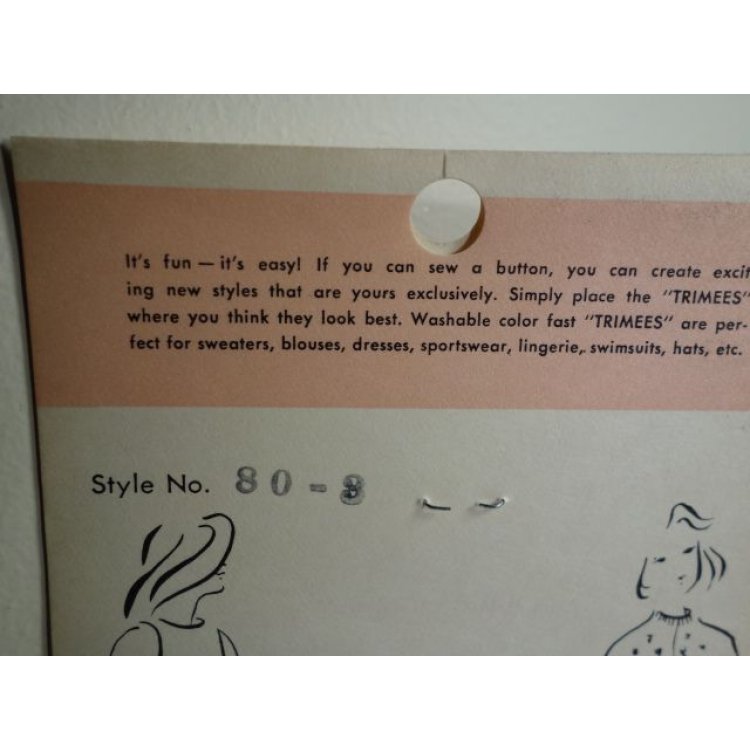 It's fun — it's easy! If you can sew a button, you can create excit
ing new styles that are yours exclusively. Simply place the "TRIMEES"
where you think they look best. Washable color fast "TRIMEES" are per-
fect for sweaters, blouses, dresses, sportswear, lingerie, swimsuits, hats, etc.
Style No. 80-